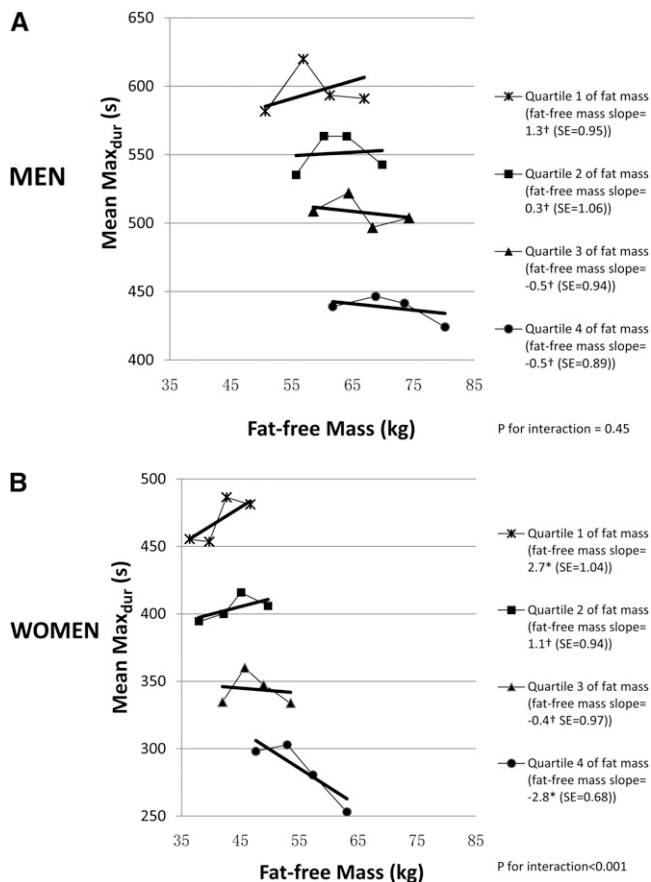 A
650
600
550
500
450
400
35
45
55
65
75
85
Mean Max_dur (s)
MEN
Fat-free Mass (kg)
Quartile 1 of fat mass
(fat-free mass slope=
1.3† (SE=0.95))
Quartile 2 of fat mass
(fat-free mass slope=
0.3† (SE=1.06))
Quartile 3 of fat mass
(fat-free mass slope=
-0.5† (SE=0.94))
Quartile 4 of fat mass
(fat-free mass slope=
-0.5† (SE=0.89))
P for interaction = 0.45
B
500
450
400
350
300
250
35
45
55
65
75
85
Mean Max_dur (s)
WOMEN
Fat-free Mass (kg)
Quartile 1 of fat mass
(fat-free mass slope=
2.7* (SE=1.04))
Quartile 2 of fat mass
(fat-free mass slope=
1.1† (SE=0.94))
Quartile 3 of fat mass
(fat-free mass slope=
-0.4† SE=0.97))
Quartile 4 of fat mass
(fat-free mass slope=
-2.8* (SE=0.68))
P for interaction<0.001